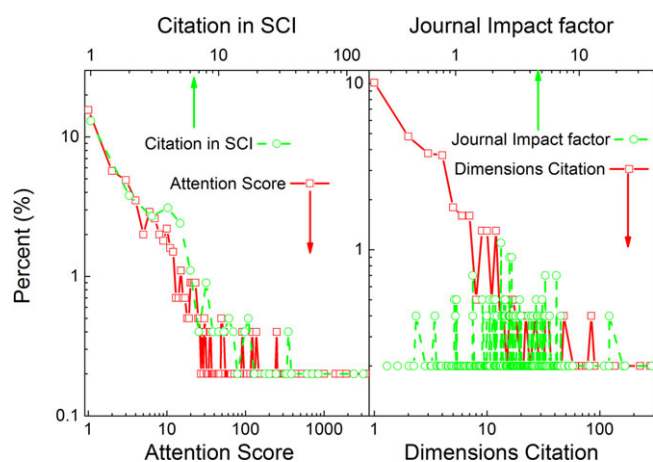 Citation in SCI
Journal Impact factor
1 10 100
1 10
Citation in SCI
Attention Score
Journal Impact factor
Dimensions Citation
Percent (%)
10
1
0.1
10
1
1 10 100 1000
1 10 100
Attention Score
Dimensions Citation